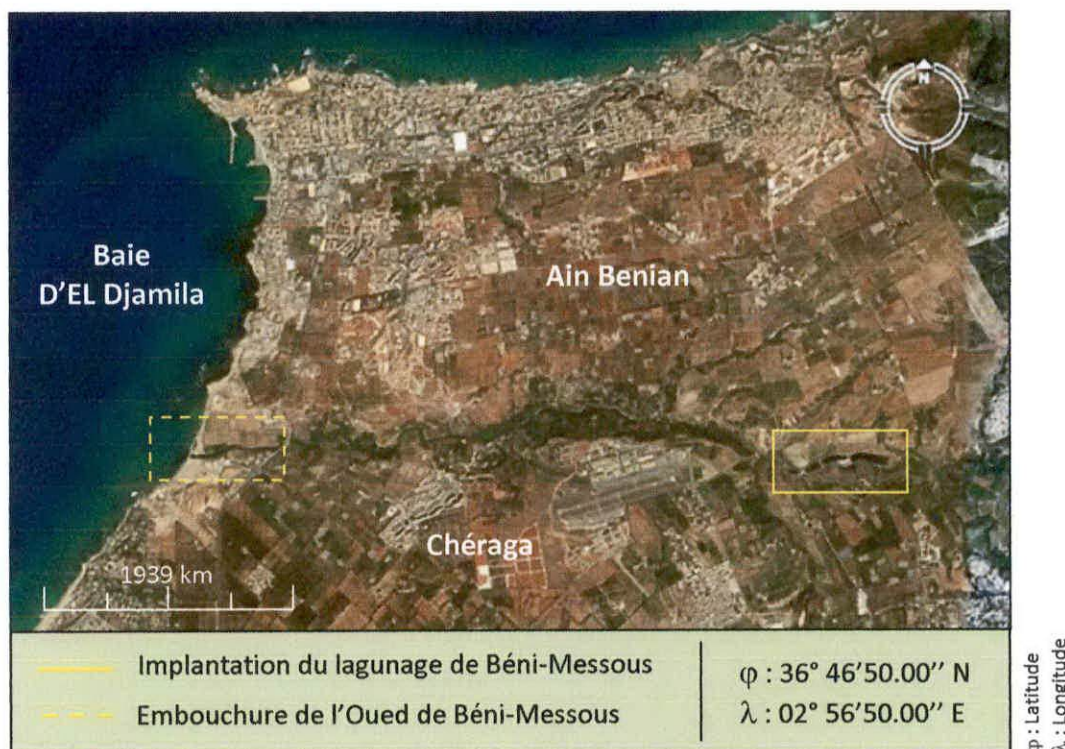 N
Baie
D'EL Djamila
Ain Benian
Chéraga
1939 km
Implantation du lagunage de Béni-Messous
Embouchure de l'Oued de Béni-Messous
φ : 36° 46'50.00'' N
λ : 02° 56'50.00'' E
φ : Latitude
λ : Longitude